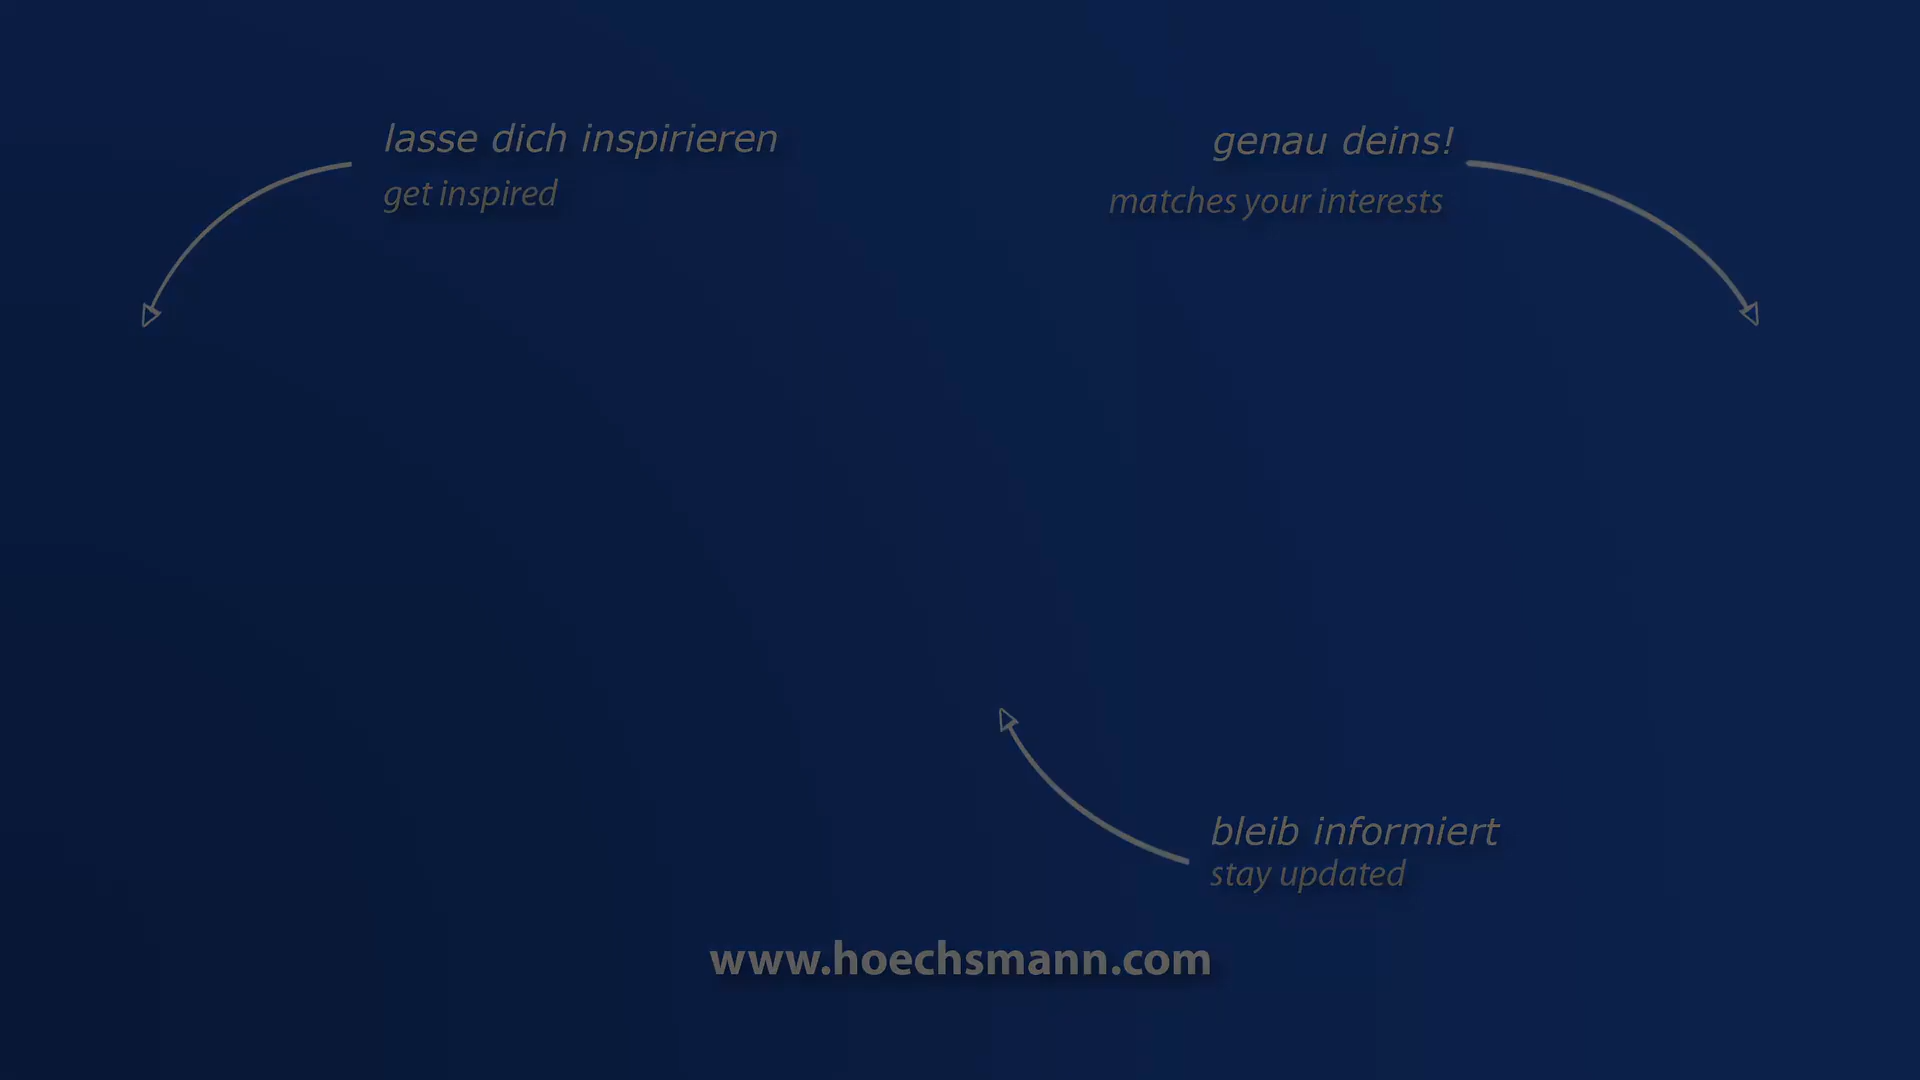 lasse dich inspirieren
get inspired
genau deins!
matches your interests
bleib informiert
stay updated
www.hoechsmann.com